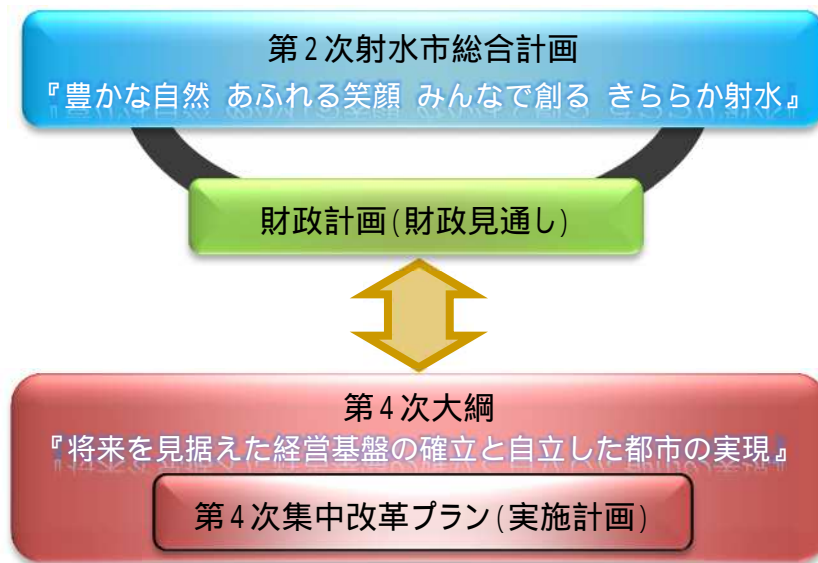 第2次射水市総合計画
『豊かな自然 あふれる笑顔 みんなで創る きららか射水』
財政計画(財政見通し)
第4次大綱
『将来を見据えた経営基盤の確立と自立した都市の実現』
第4次集中改革プラン(実施計画)